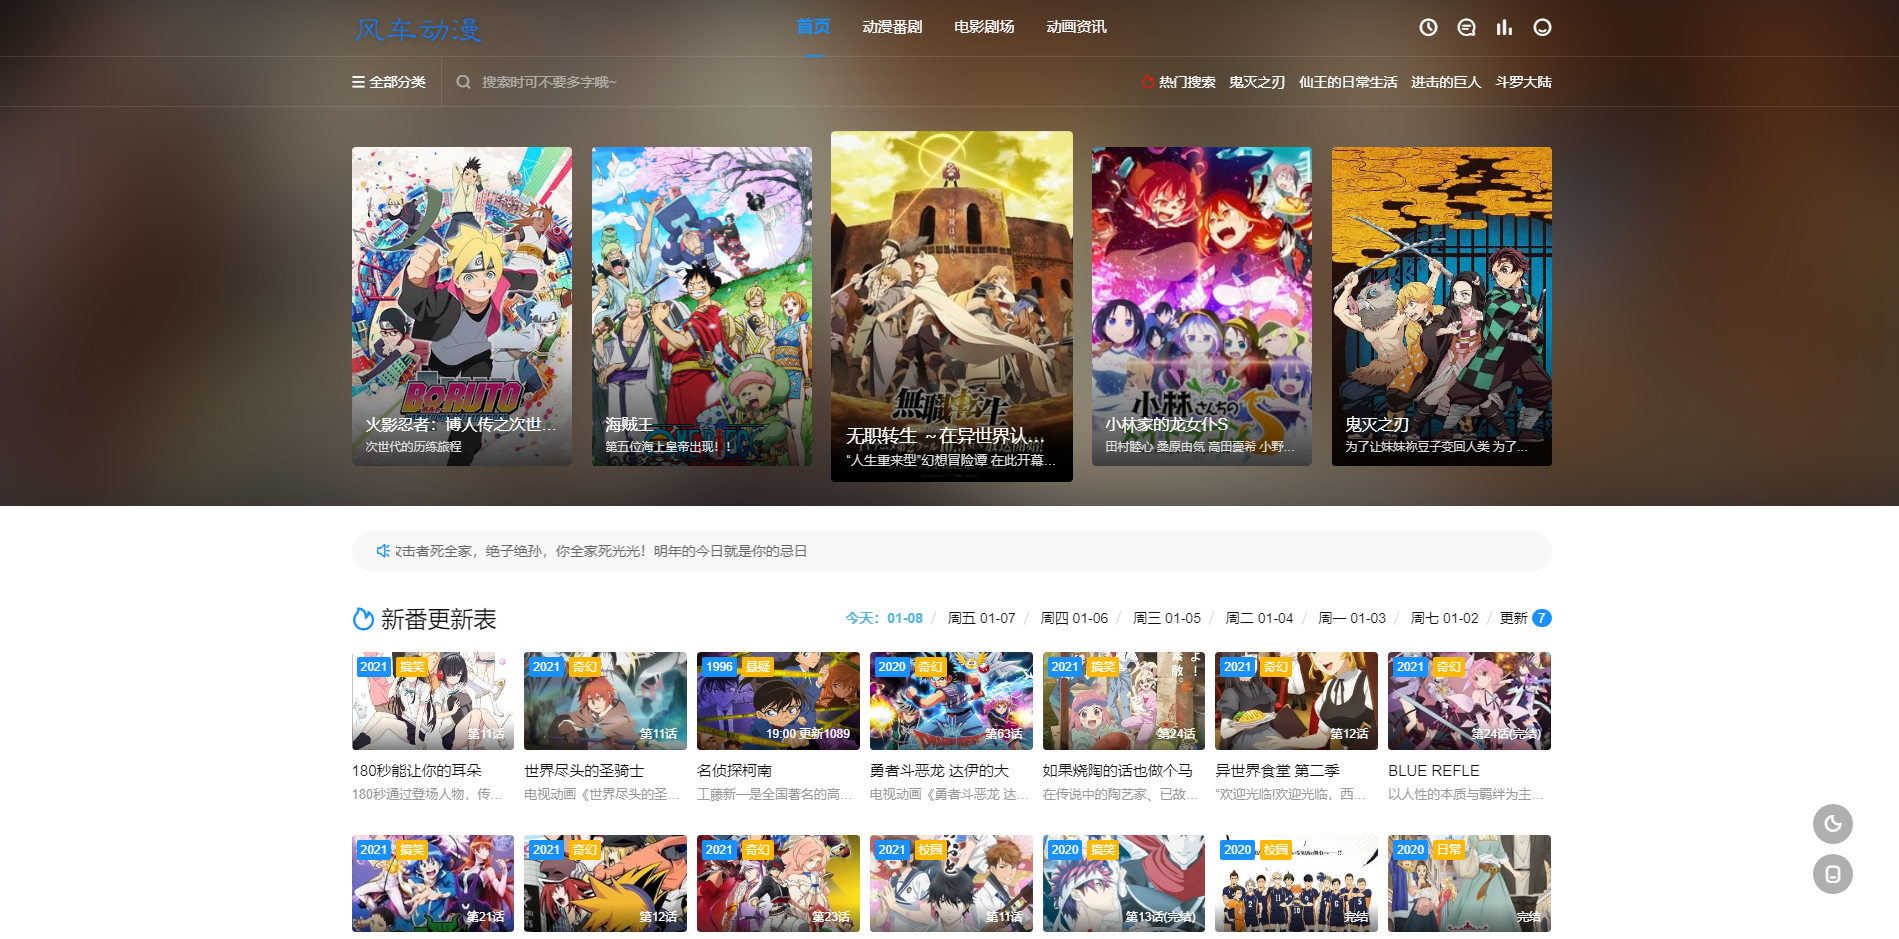 风车动漫
首页 动漫番剧 电影剧场 动画资讯
全部分类 搜索时可不要多字哦~ 热门搜索 鬼灭之刃 仙王的日常生活 进击的巨人 斗罗大陆
BORUTO
無職転生
小林さんちの
火影忍者：博人传之次世...
次世代的历练旅程
海贼王
第五位海上皇帝出现！！
无职转生 ～在异世界认...
“人生重来型”幻想冒险谭 在此开幕...
小林家的龙女仆S
田村睦心 桑原由気 高田憂希 小野...
鬼灭之刃
为了让妹妹祢豆子变回人类 为了...
攻击者死全家，绝子绝孙，你全家死光光！明年的今日就是你的忌日
新番更新表
今天：01-08 / 周五 01-07 / 周四 01-06 / 周三 01-05 / 周二 01-04 / 周一 01-03 / 周七 01-02 / 更新 7
2021 搞笑 2021 奇幻 1996 悬疑 2020 奇幻 2021 搞笑 2021 奇幻 2021 奇幻
第11话 第11话 19:00 更新1089 第63话 第24话 第12话 第24话(完结)
180秒能让你的耳朵 世界尽头的圣骑士 名侦探柯南 勇者斗恶龙 达伊的大 如果烧陶的话也做个马 异世界食堂 第二季 BLUE REFLE
180秒通过登场人物，传... 电视动画《世界尽头的圣... 工藤新一是全国著名的高... 电视动画《勇者斗恶龙 达... 在传说中的陶艺家、已故... “欢迎光临!欢迎光临，西... 以人性的本质与羁绊为主...
2021 搞笑 2021 奇幻 2021 奇幻 2021 校园 2020 搞笑 2020 校园 2020 日常
第21话 第12话 第23话 第11话 第13话(完结) 完结 完结